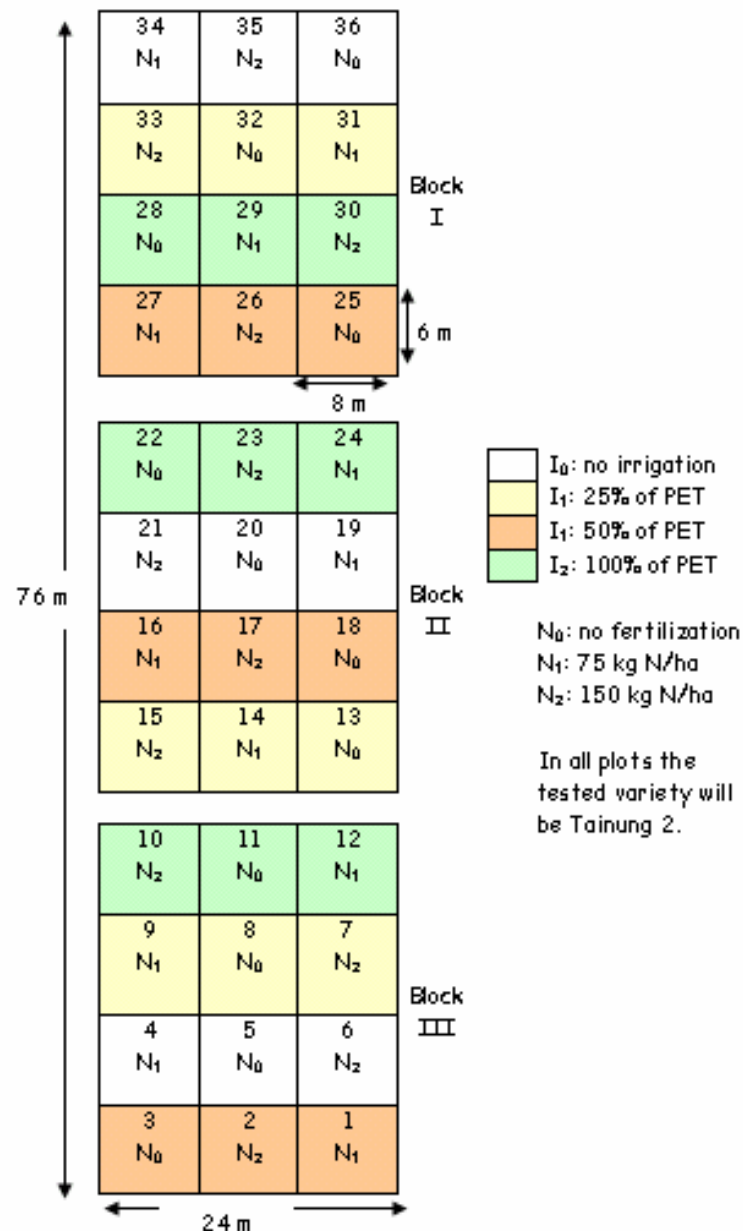 34 35 36
N₁ N₂ N₀
33 32 31
N₂ N₀ N₁
Block
I
28 29 30
N₀ N₁ N₂
27 26 25
N₁ N₂ N₀
6 m
8 m
22 23 24
N₀ N₂ N₁
21 20 19
N₂ N₀ N₁
76 m
Block
II
16 17 18
N₁ N₂ N₀
15 14 13
N₂ N₁ N₀
I₀: no irrigation
I₁: 25% of PET
I₁: 50% of PET
I₂: 100% of PET
N₀: no fertilization
N₁: 75 kg N/ha
N₂: 150 kg N/ha
In all plots the
tested variety will
be Tainung 2.
10 11 12
N₂ N₀ N₁
9 8 7
N₁ N₀ N₂
Block
III
4 5 6
N₁ N₀ N₂
3 2 1
N₀ N₂ N₁
24 m